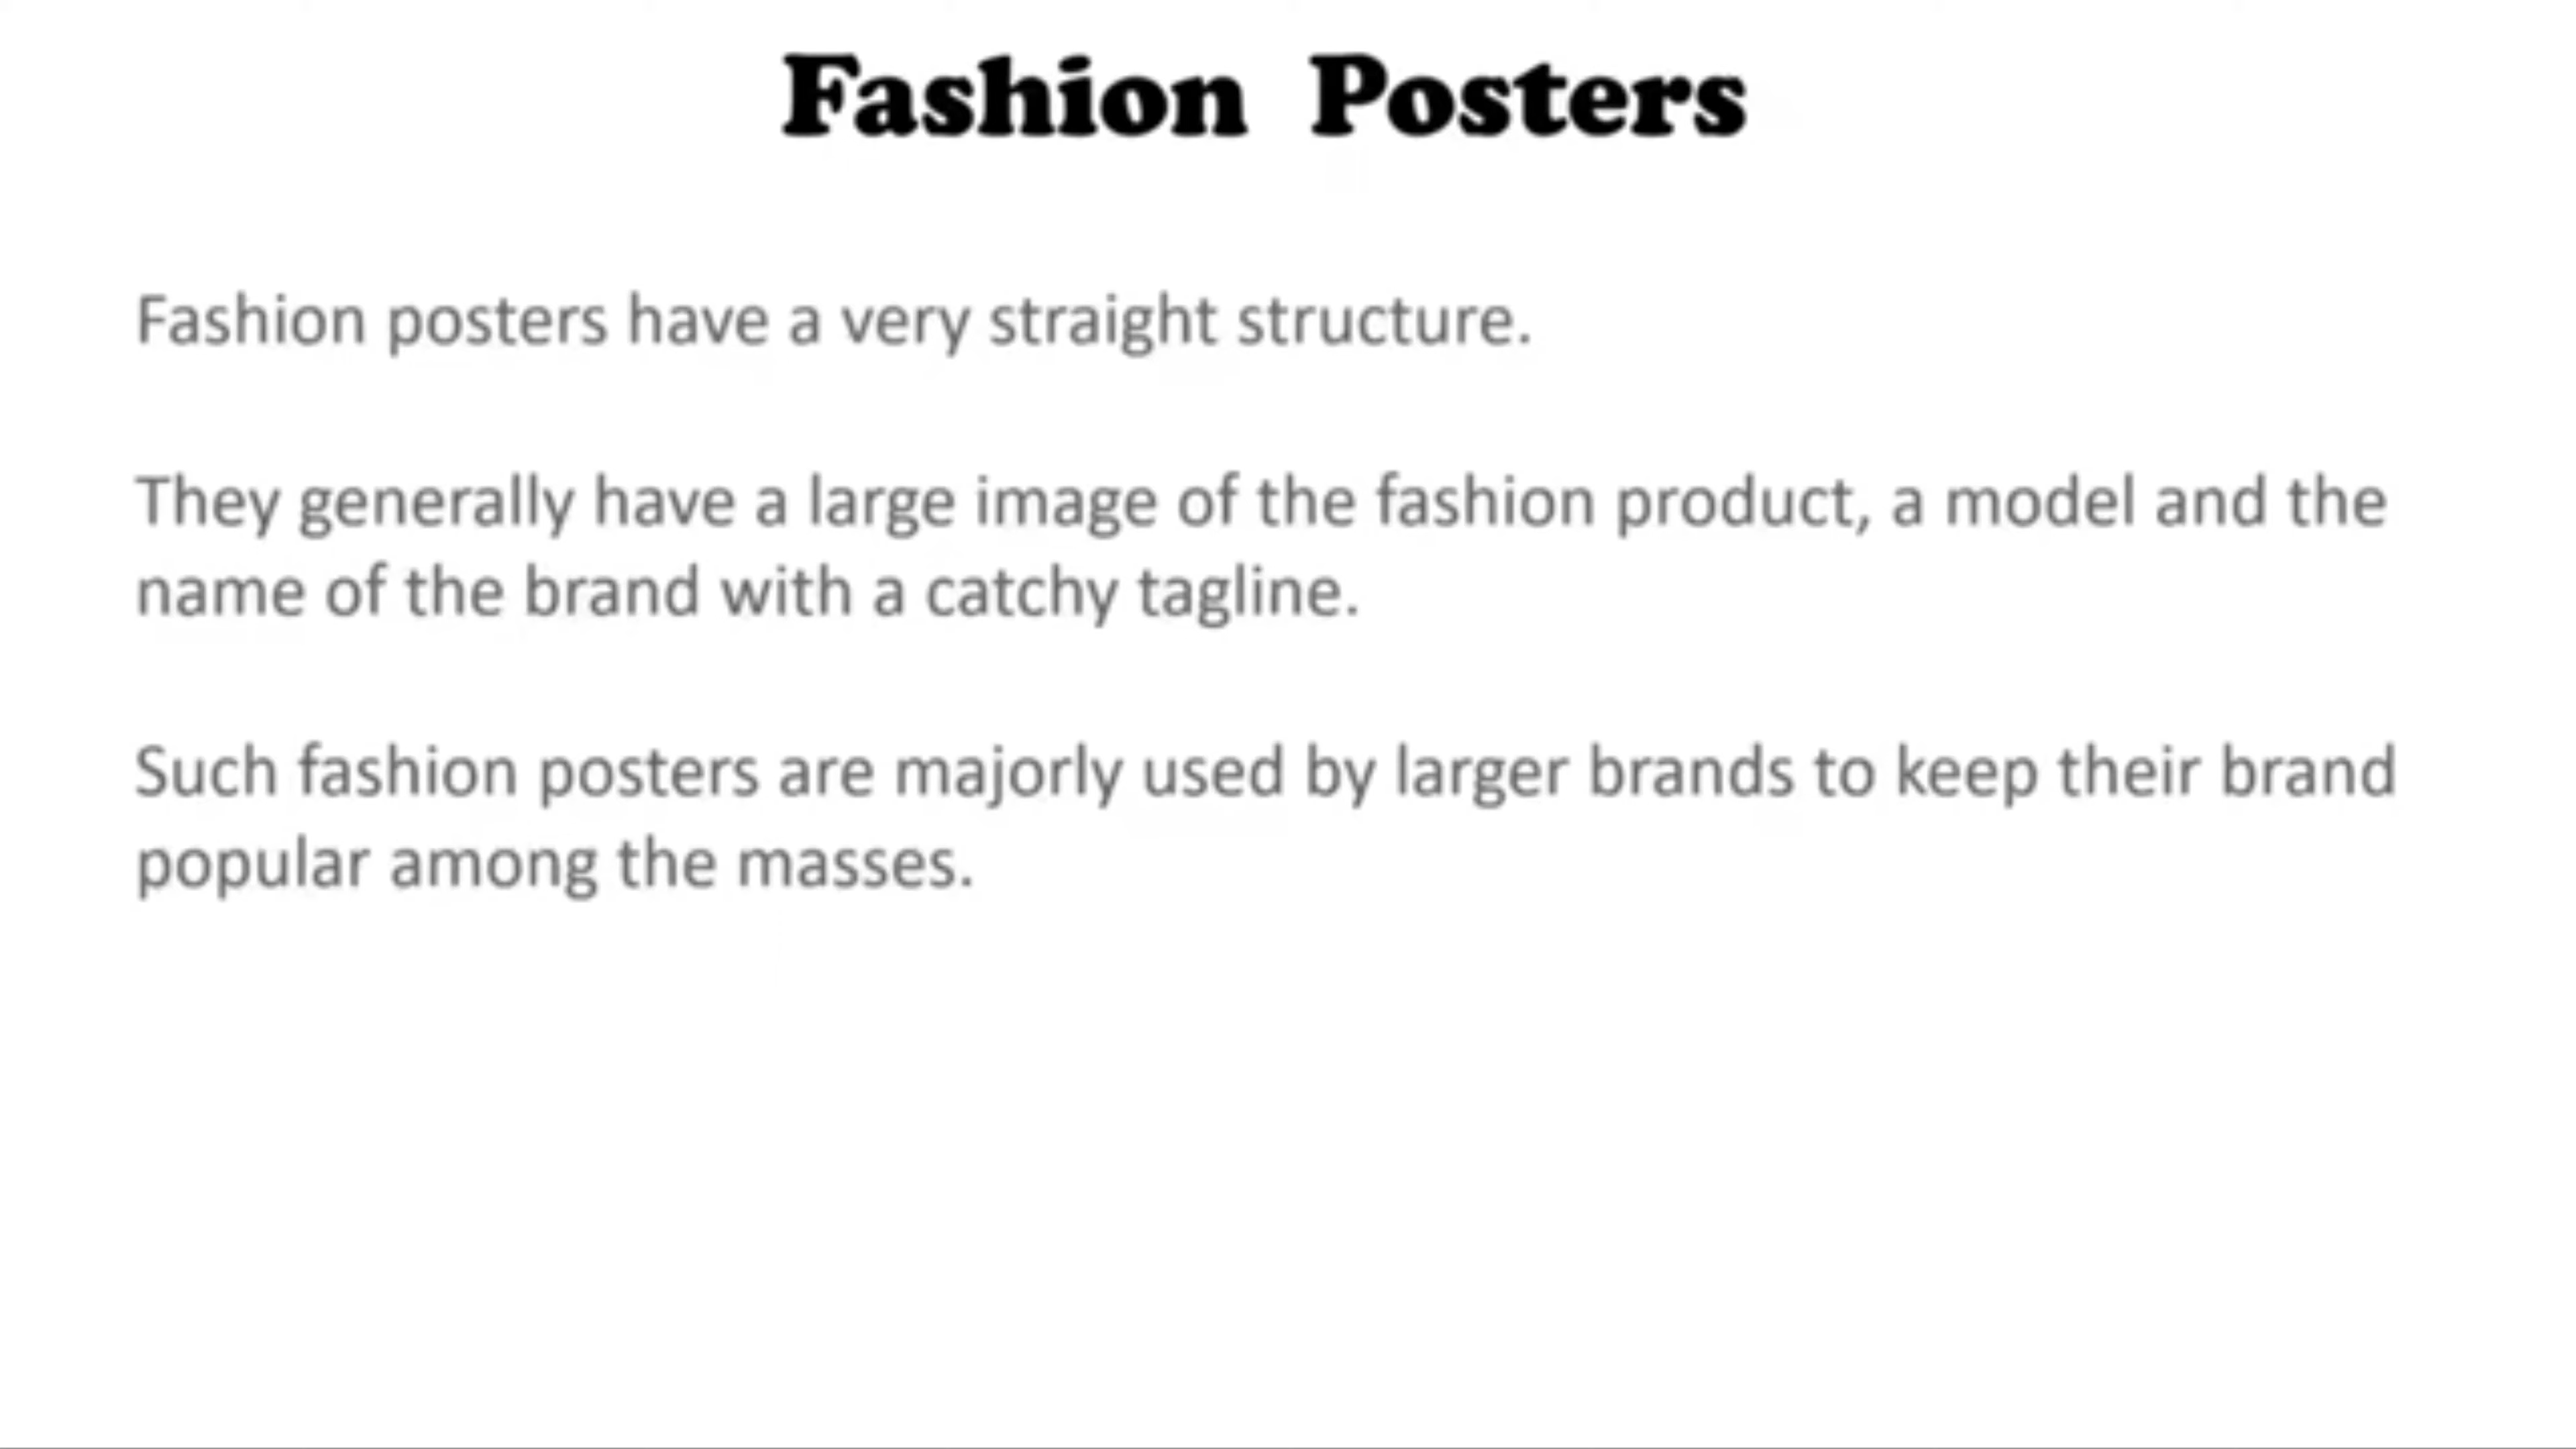 Fashion Posters
Fashion posters have a very straight structure.
They generally have a large image of the fashion product, a model and the
name of the brand with a catchy tagline.
Such fashion posters are majorly used by larger brands to keep their brand
popular among the masses.